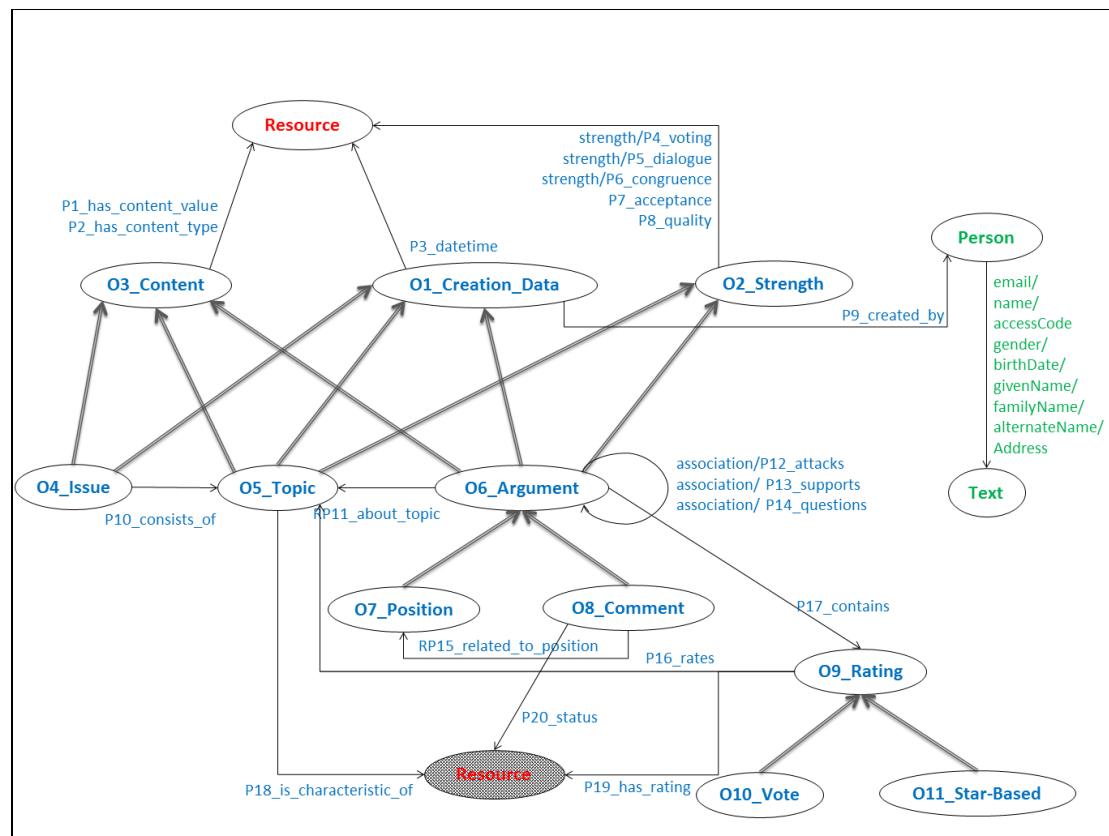 Resource
strength/P4_voting
strength/P5_dialogue
strength/P6_congruence
P7_acceptance
P8_quality
P1_has_content_value
P2_has_content_type
P3_datetime
Person
O3_Content
O1_Creation_Data
O2_Strength
P9_created_by
email/
name/
accessCode
gender/
birthDate/
givenName/
familyName/
alternateName/
Address
O4_Issue
O5_Topic
O6_Argument
association/P12_attacks
association/ P13_supports
association/ P14_questions
Text
P10_consists_of
RP11_about_topic
O7_Position
O8_Comment
P17_contains
RP15_related_to_position
P16_rates
O9_Rating
P20_status
Resource
P18_is_characteristic_of
P19_has_rating
O10_Vote
O11_Star-Based